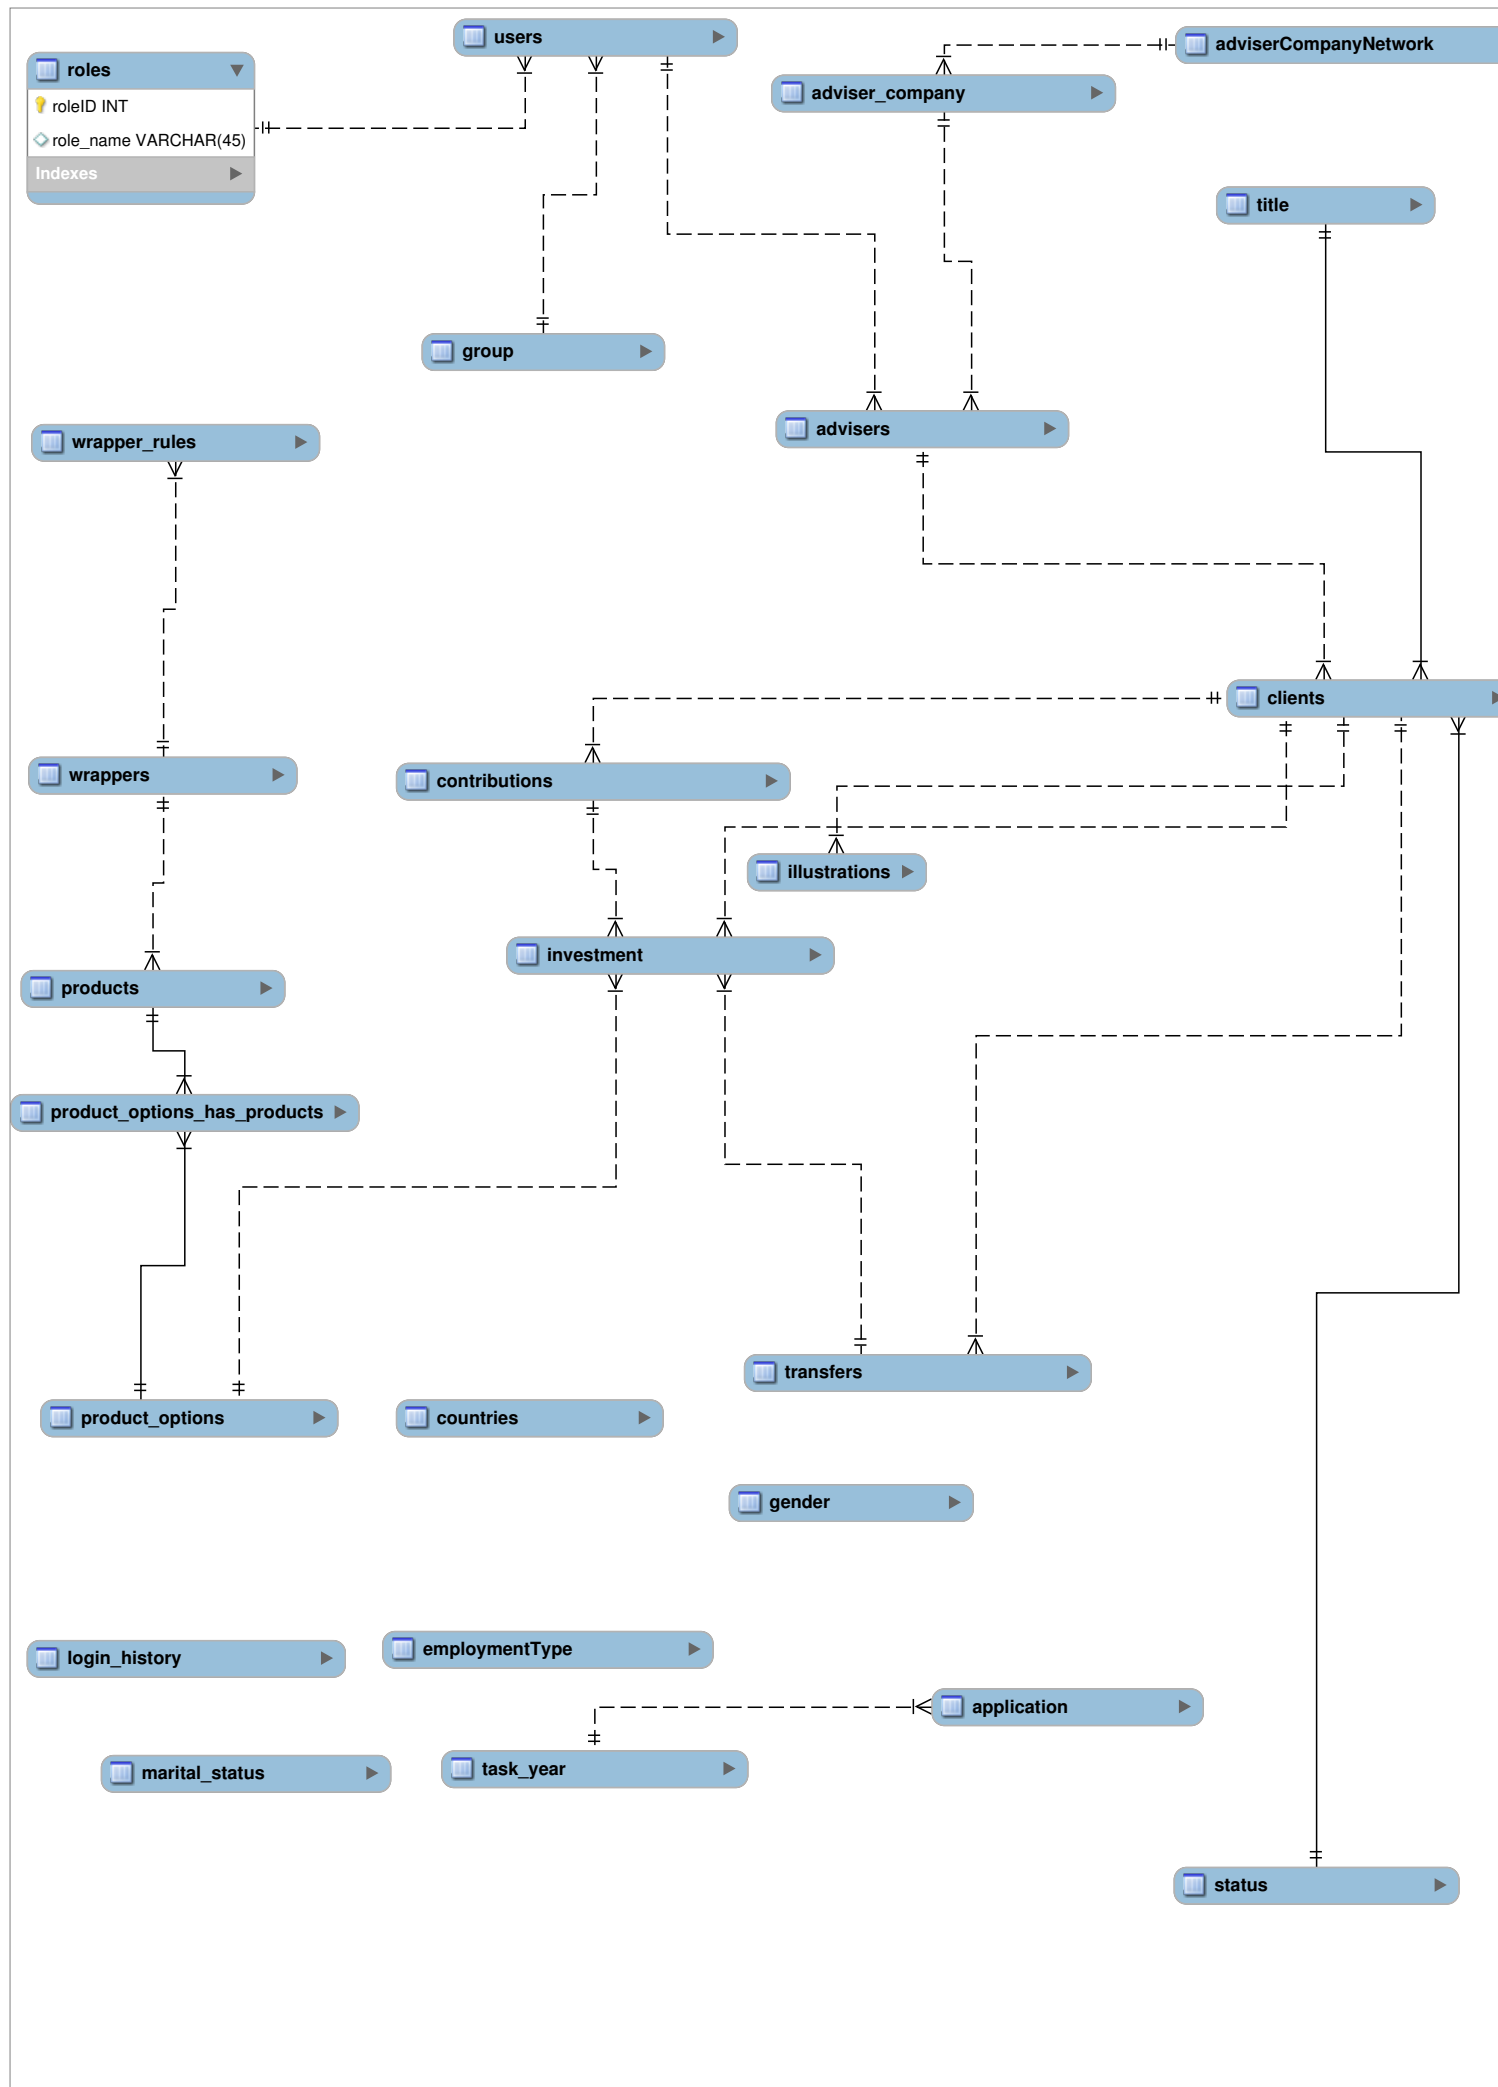 users
adviserCompanyNetwork
roles
adviser_company
roleID INT
role_name VARCHAR(45)
Indexes
title
group
advisers
wrapper_rules
clients
wrappers
contributions
illustrations
investment
products
product_options_has_products
transfers
product_options
countries
gender
employmentType
login_history
application
task_year
marital_status
status